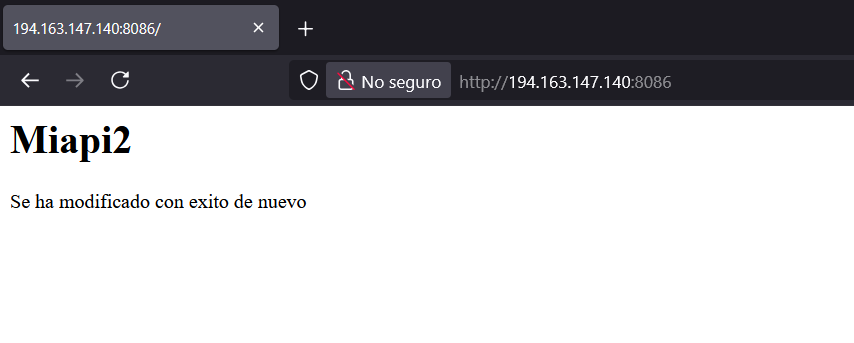 194.163.147.140:8086/
No seguro http://194.163.147.140:8086
Miapi2
Se ha modificado con exito de nuevo